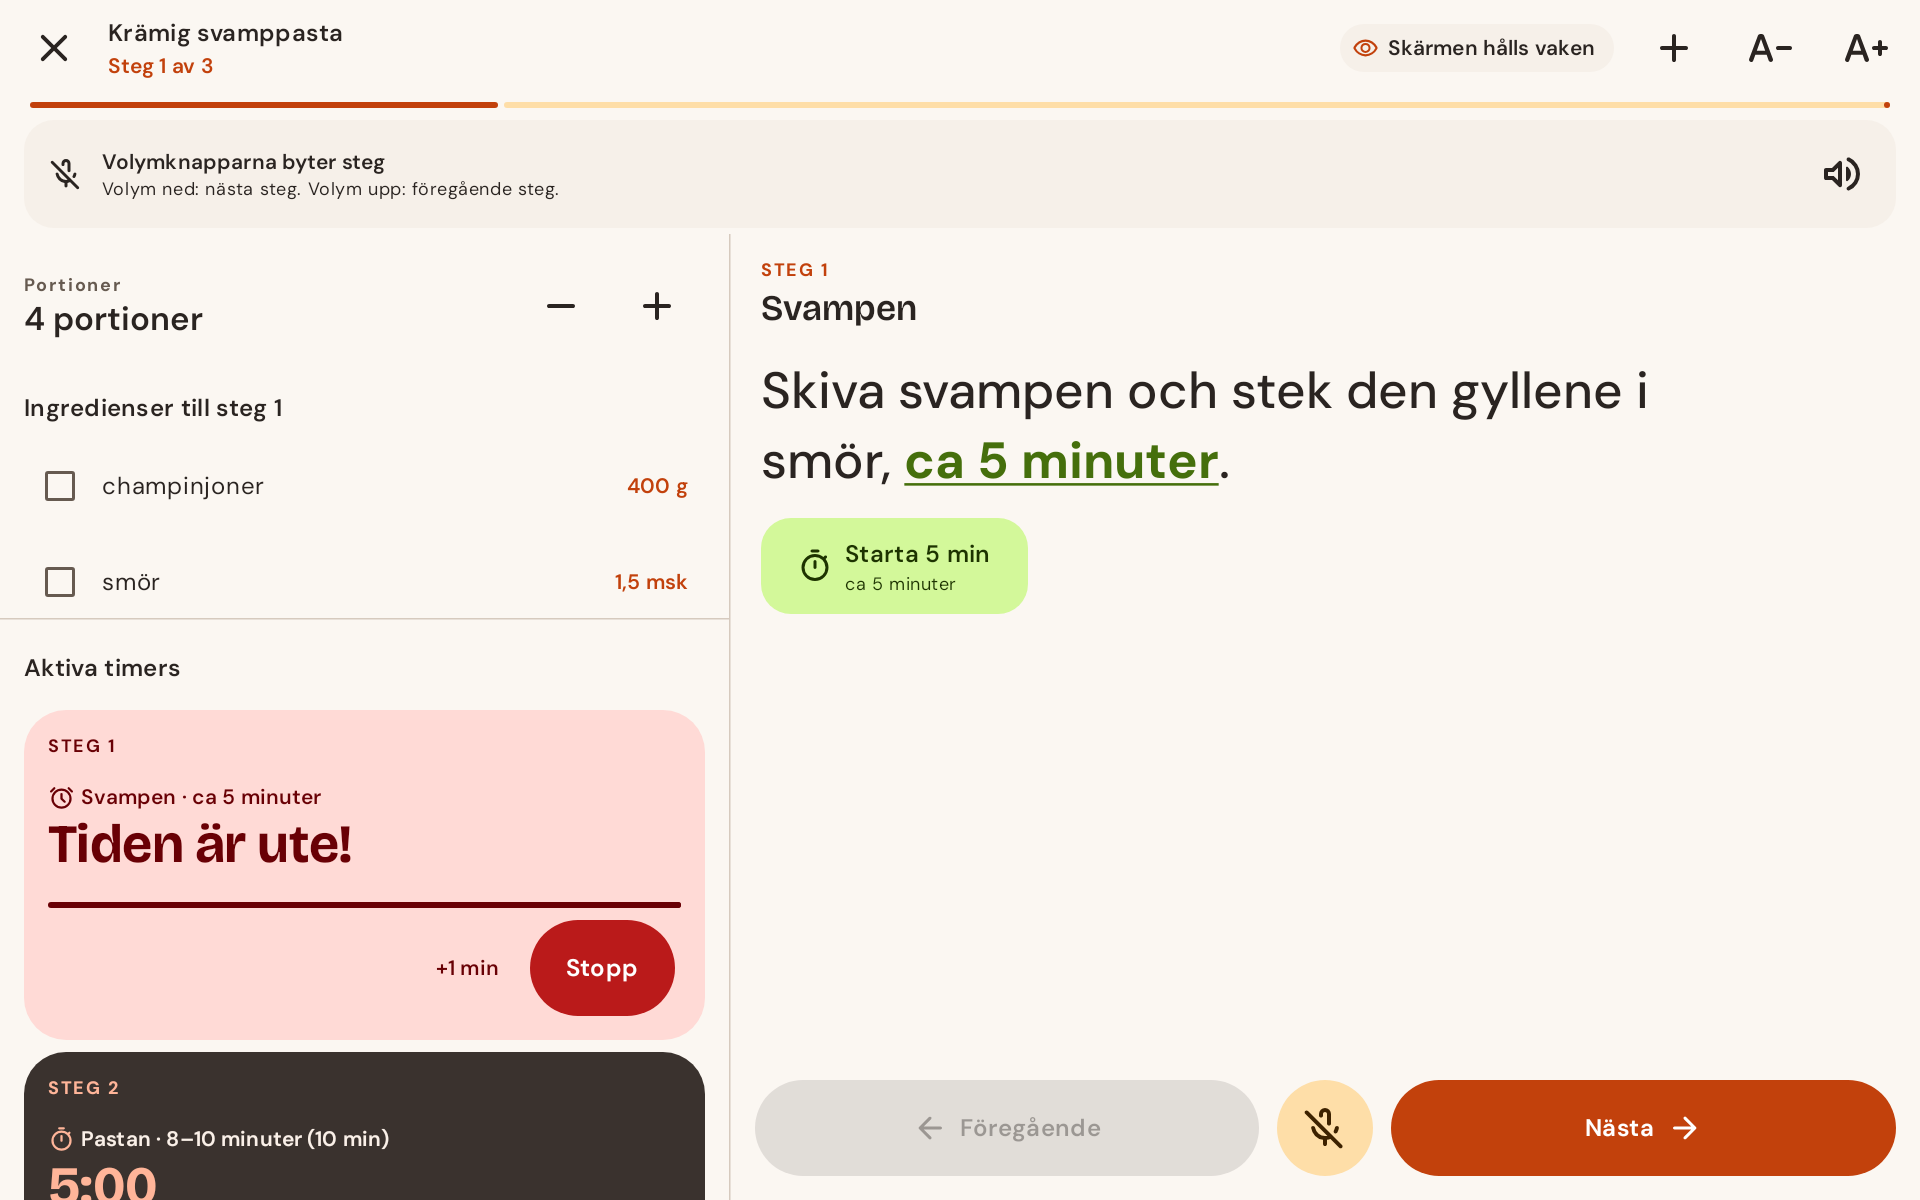 Krämig svamppasta
Steg 1 av 3
Skärmen hålls vaken
A−
A+
Volymknapparna byter steg
Volym ned: nästa steg. Volym upp: föregående steg.
Portioner
4 portioner
Ingredienser till steg 1
champinjoner 400 g
smör 1,5 msk
Aktiva timers
STEG 1
Svampen · ca 5 minuter
Tiden är ute!
+1 min
Stopp
STEG 2
Pastan · 8–10 minuter (10 min)
5:00
STEG 1
Svampen
Skiva svampen och stek den gyllene i
smör, ca 5 minuter.
Starta 5 min
ca 5 minuter
Föregående
Nästa